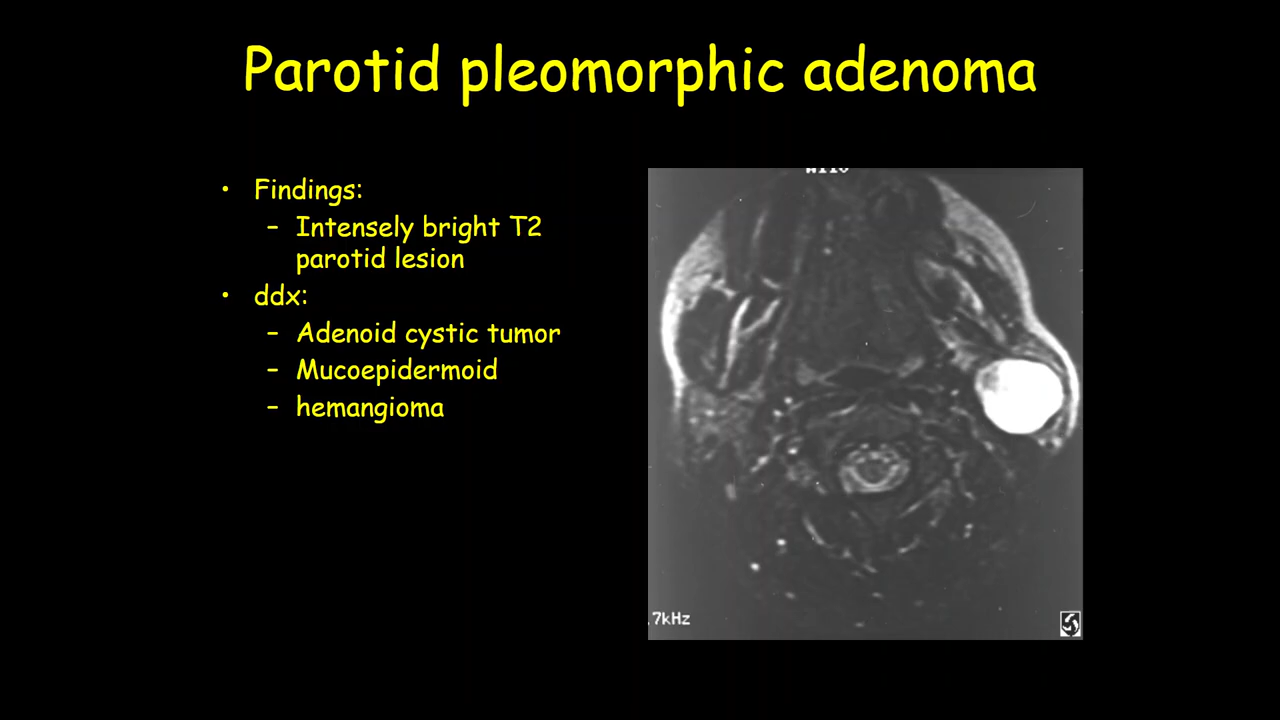 Parotid pleomorphic adenoma
• Findings:
– Intensely bright T2
parotid lesion
• ddx:
– Adenoid cystic tumor
– Mucoepidermoid
– hemangioma
.7kHz